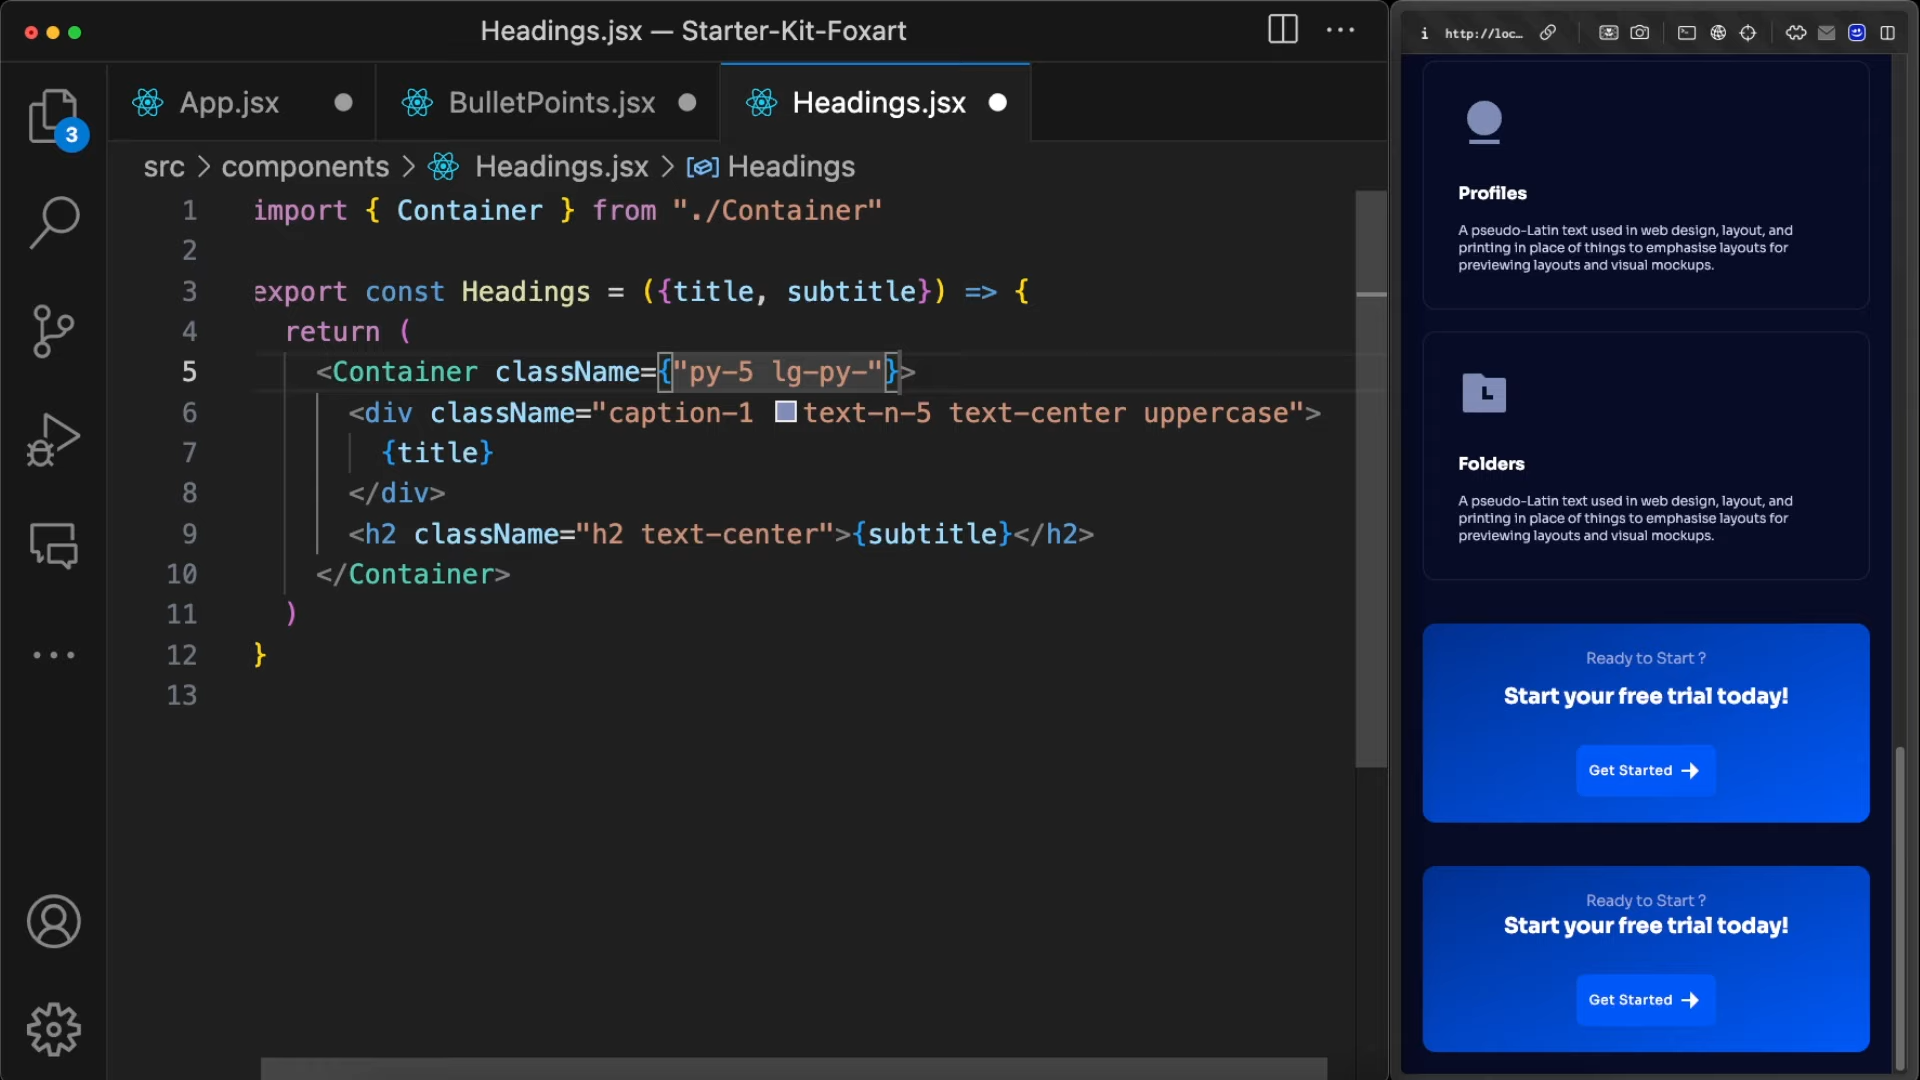 Headings.jsx — Starter-Kit-Foxart
App.jsx
BulletPoints.jsx
Headings.jsx
3
src > components > Headings.jsx > Headings
1 import { Container } from "./Container"
2
3 export const Headings = ({title, subtitle}) => {
4 return (
5 <Container className={"py-5 lg-py-"}>
6 <div className="caption-1 text-n-5 text-center uppercase">
7 {title}
8 </div>
9 <h2 className="h2 text-center">{subtitle}</h2>
10 </Container>
11 )
12 }
13
http://loc…
Profiles
A pseudo-Latin text used in web design, layout, and
printing in place of things to emphasise layouts for
previewing layouts and visual mockups.
Folders
A pseudo-Latin text used in web design, layout, and
printing in place of things to emphasise layouts for
previewing layouts and visual mockups.
Ready to Start ?
Start your free trial today!
Get Started
Ready to Start ?
Start your free trial today!
Get Started